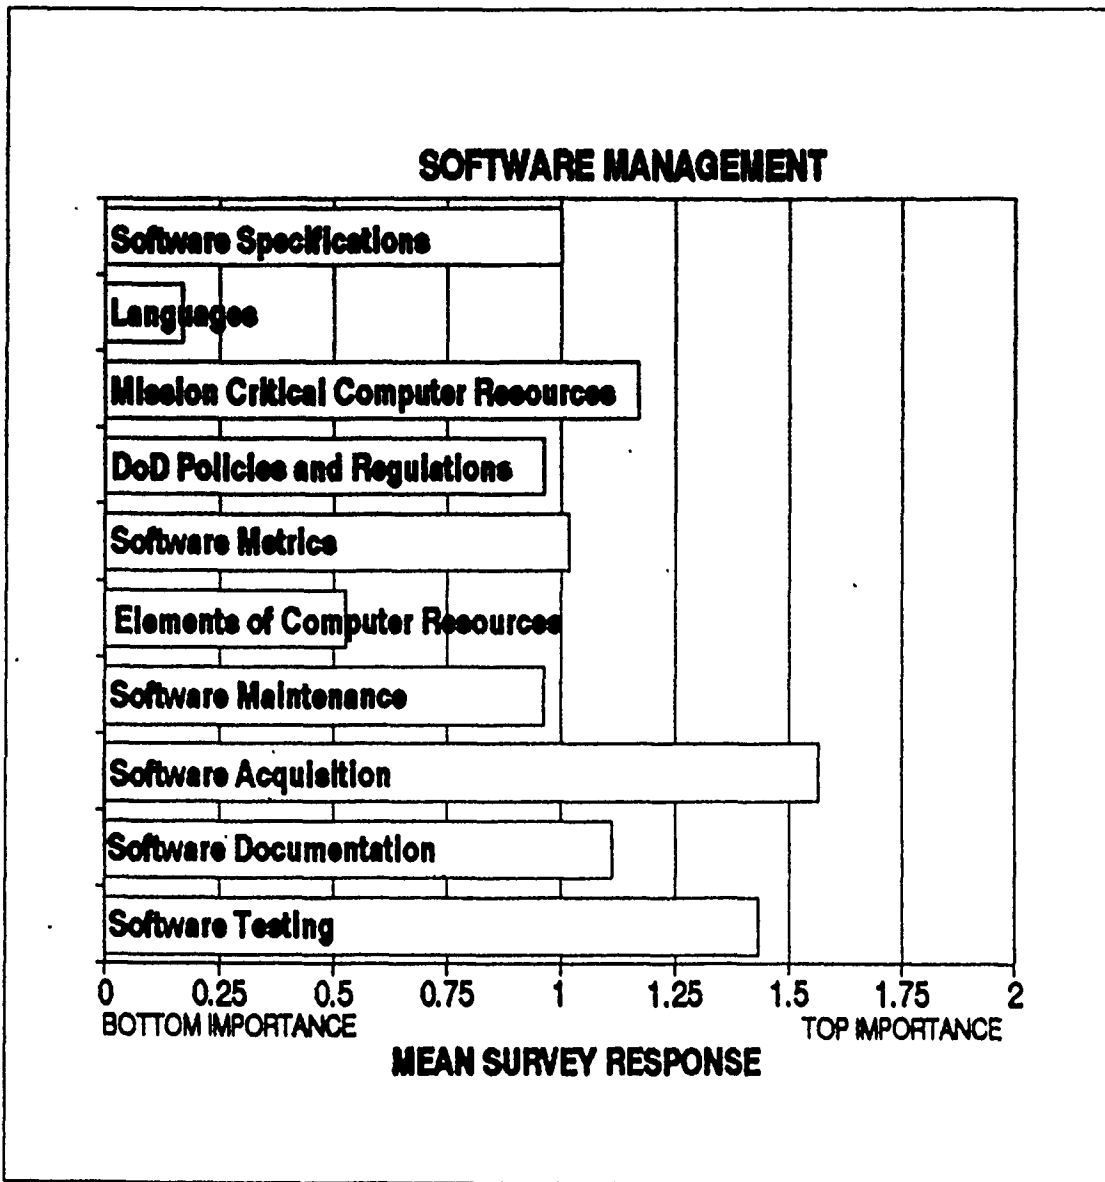 SOFTWARE MANAGEMENT
Software Specifications
Languages
Mission Critical Computer Resources
DoD Policies and Regulations
Software Metrics
Elements of Computer Resources
Software Maintenance
Software Acquisition
Software Documentation
Software Testing
0 0.25 0.5 0.75 1 1.25 1.5 1.75 2
BOTTOM IMPORTANCE TOP IMPORTANCE
MEAN SURVEY RESPONSE